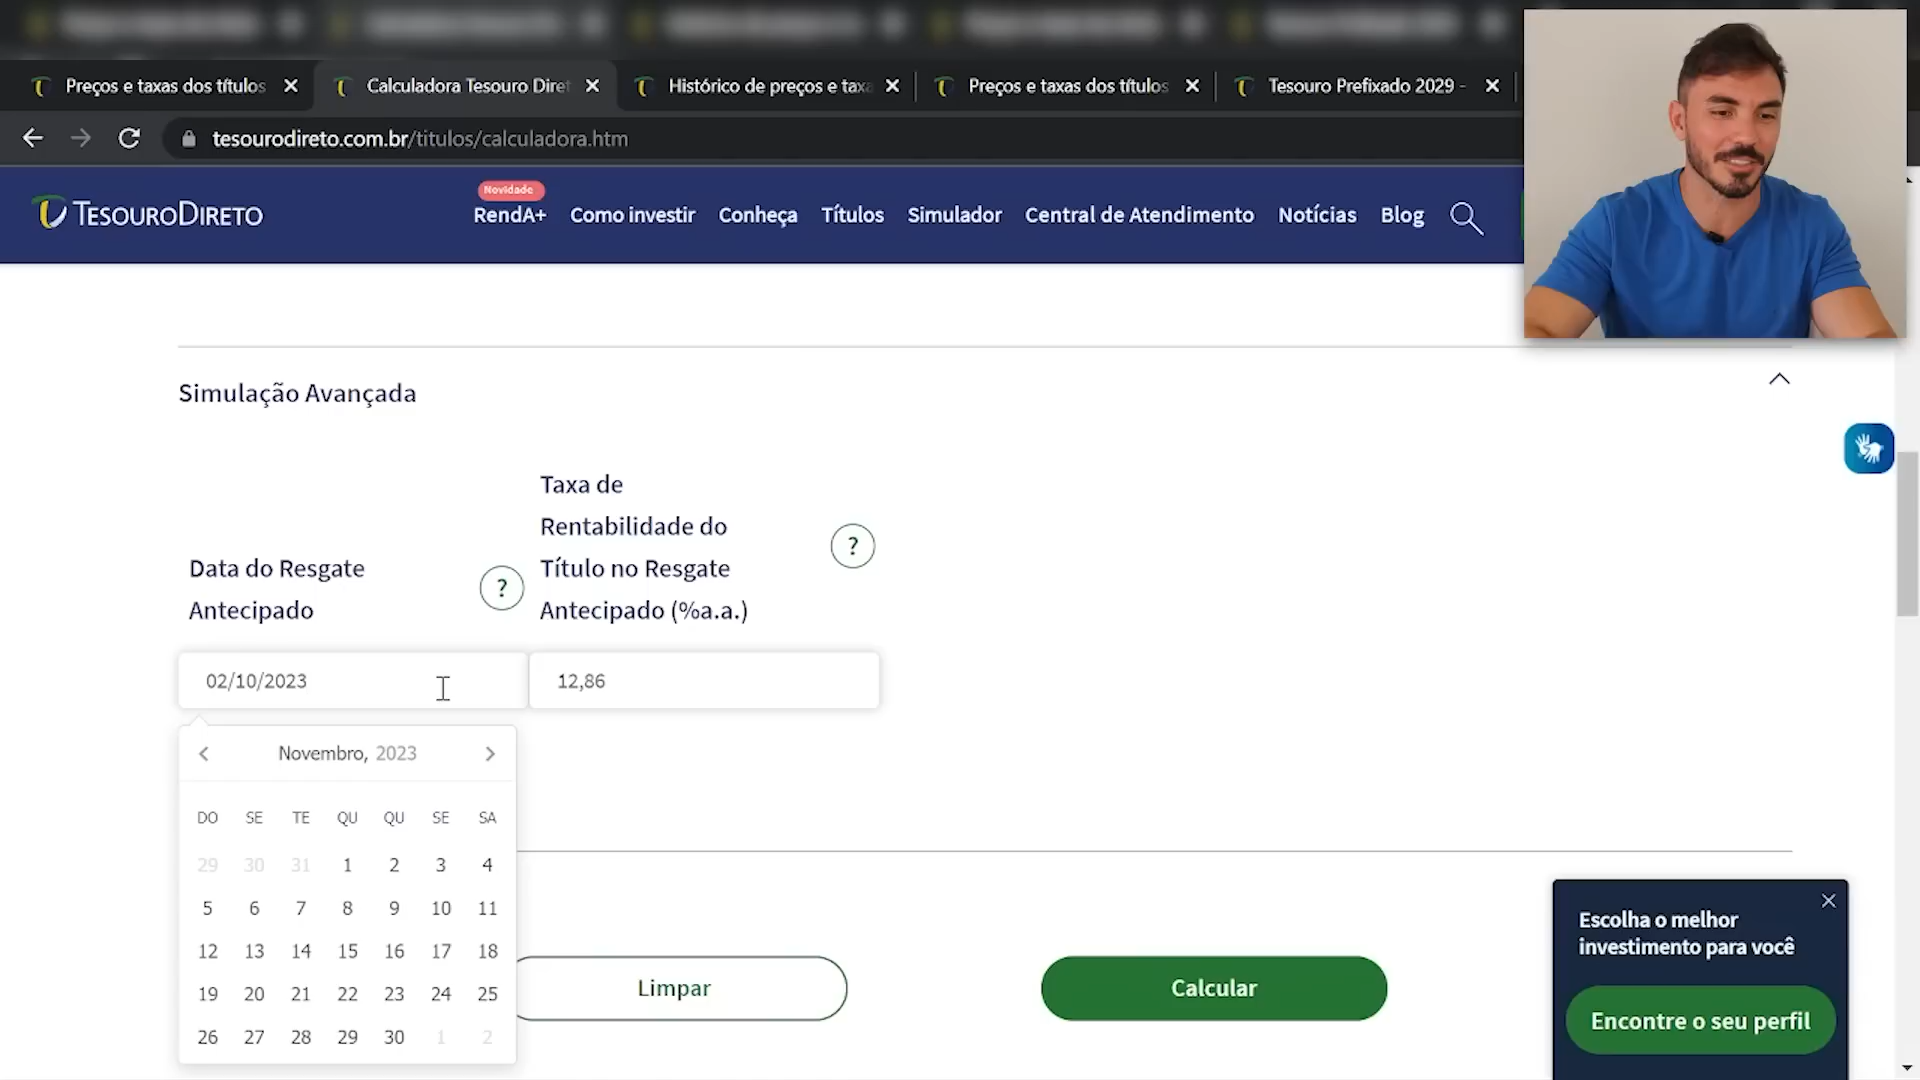 Preços e taxas dos títulos
Calculadora Tesouro Diret
Histórico de preços e taxa
Preços e taxas dos títulos
Tesouro Prefixado 2029 -
tesourodireto.com.br/titulos/calculadora.htm
TESOURODIRETO
Novidade
RendA+
Como investir
Conheça
Títulos
Simulador
Central de Atendimento
Notícias
Blog
Simulação Avançada
Data do Resgate
Antecipado
?
Taxa de
Rentabilidade do
Título no Resgate
Antecipado (%a.a.)
?
02/10/2023
12,86
Novembro, 2023
DO SE TE QU QU SE SA
29 30 31 1 2 3 4
5 6 7 8 9 10 11
12 13 14 15 16 17 18
19 20 21 22 23 24 25
26 27 28 29 30 1 2
Limpar
Calcular
Escolha o melhor
investimento para você
Encontre o seu perfil